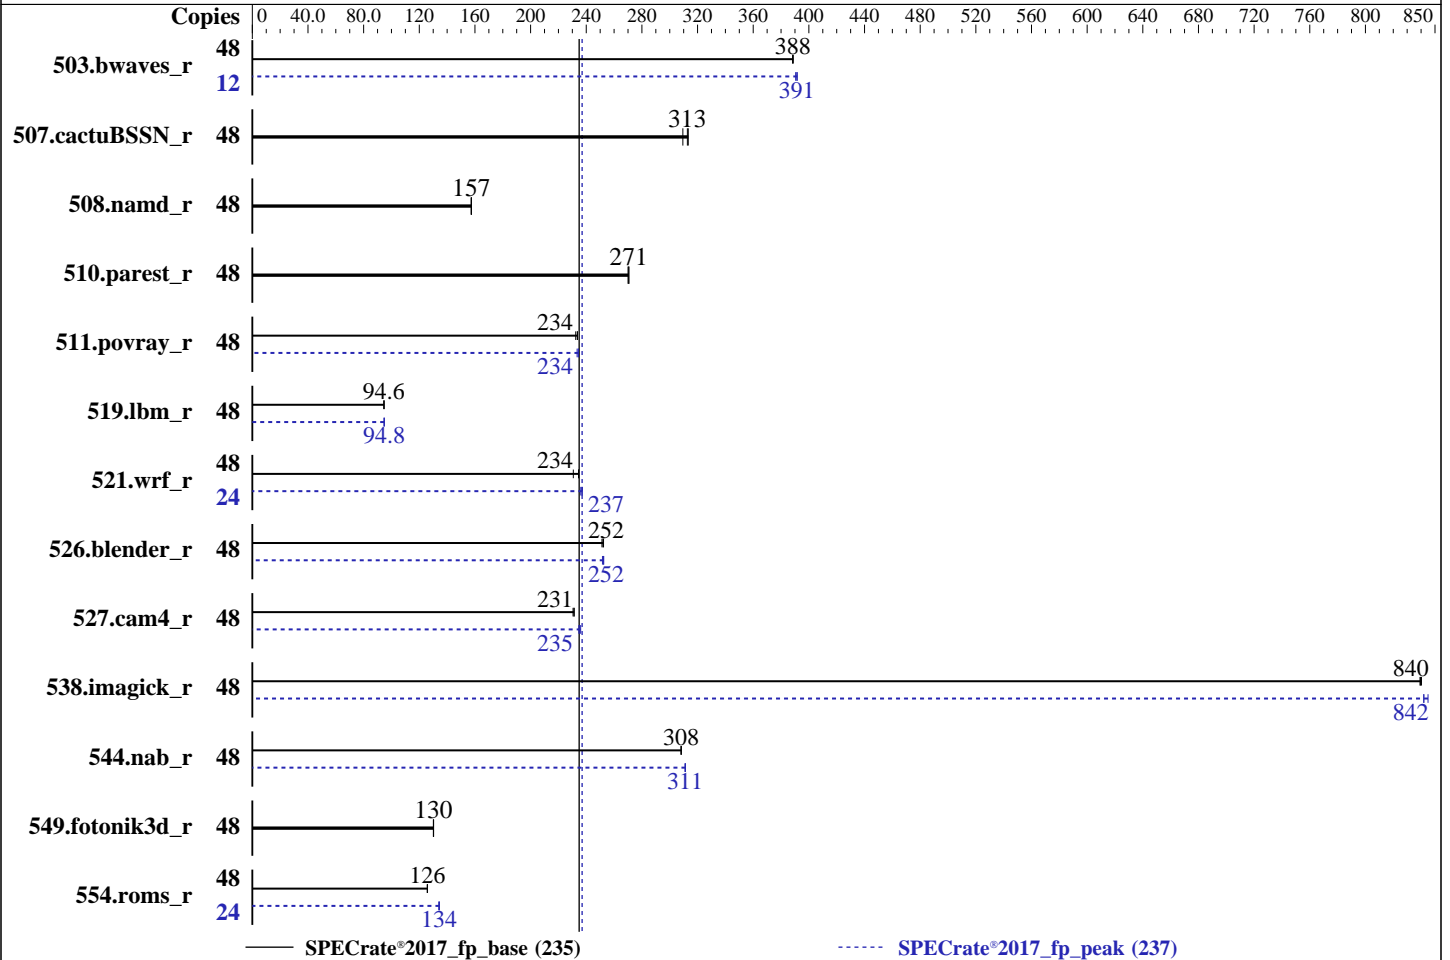 Copies 0 40.0 80.0 120 160 200 240 280 320 360 400 440 480 520 560 600 640 680 720 760 800 850
503.bwaves_r 48 388
12 391
507.cactuBSSN_r 48 313
508.namd_r 48 157
510.parest_r 48 271
511.povray_r 48 234
234
519.lbm_r 48 94.6
94.8
521.wrf_r 48 234
24 237
526.blender_r 48 252
252
527.cam4_r 48 231
235
538.imagick_r 48 840
842
544.nab_r 48 308
311
549.fotonik3d_r 48 130
554.roms_r 48 126
24 134
SPECrate®2017_fp_base (235) SPECrate®2017_fp_peak (237)